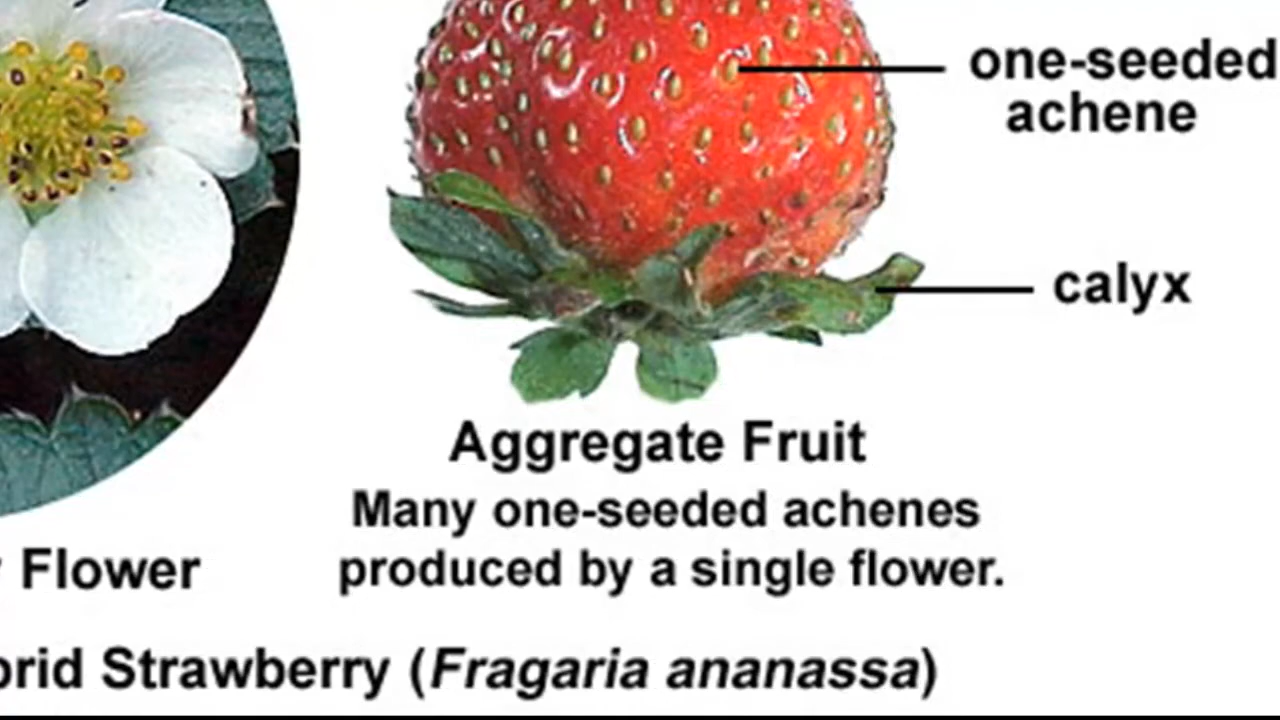 one-seeded
achene
calyx
Aggregate Fruit
Many one-seeded achenes
produced by a single flower.
Flower
Strawberry (Fragaria ananassa)